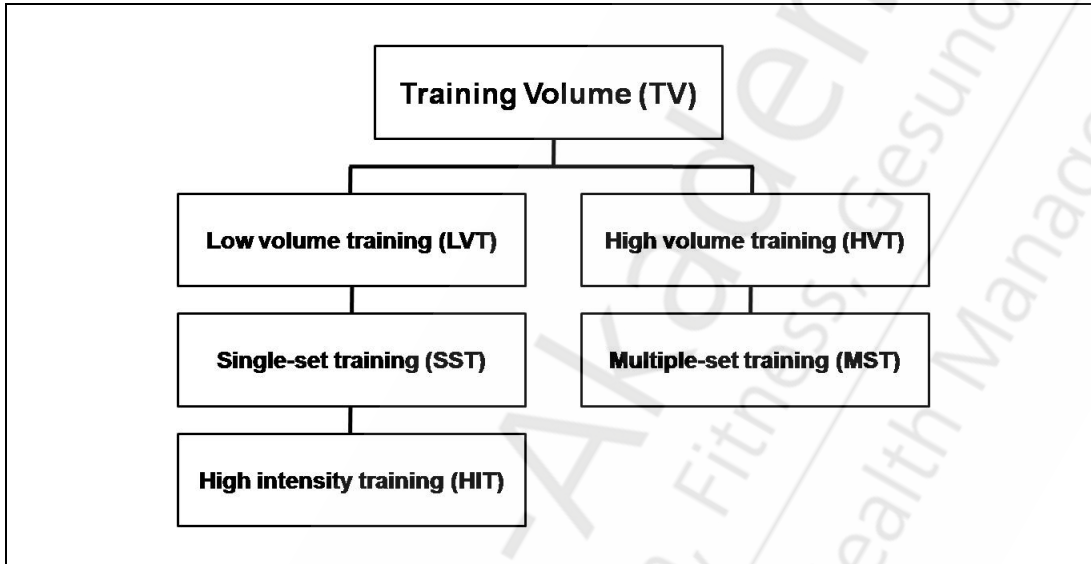 Training Volume (TV)
Low volume training (LVT)
High volume training (HVT)
Single-set training (SST)
Multiple-set training (MST)
High intensity training (HIT)
Fitness,